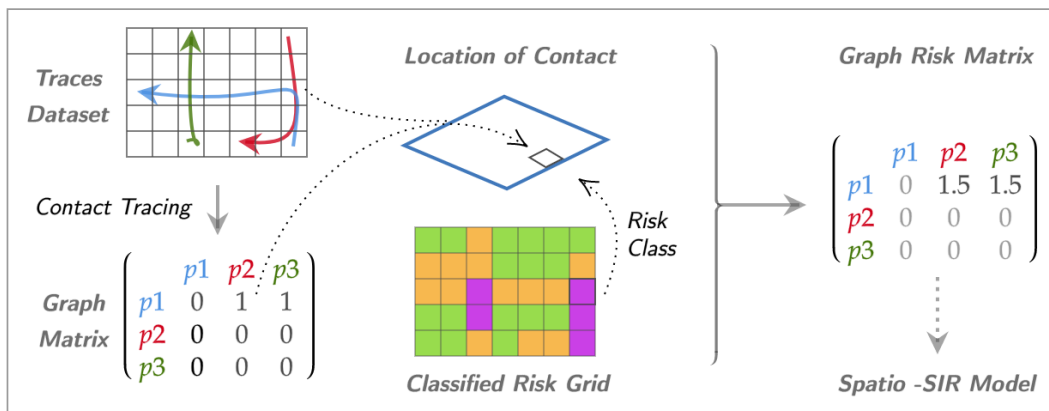 Traces
Dataset
Contact Tracing
Graph
Matrix
p1 p2 p3
p1 0 1 1
p2 0 0 0
p3 0 0 0
Location of Contact
Risk
Class
Classified Risk Grid
Graph Risk Matrix
p1 p2 p3
p1 0 1.5 1.5
p2 0 0 0
p3 0 0 0
Spatio -SIR Model